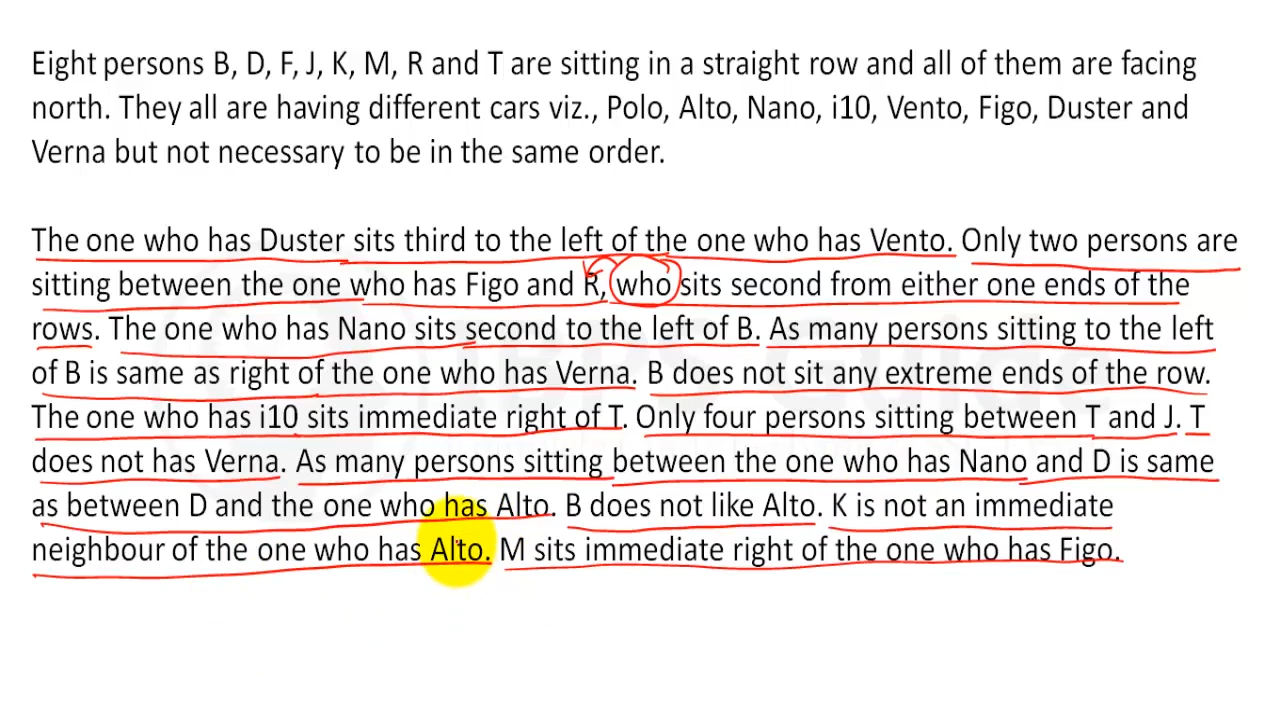 Eight persons B, D, F, J, K, M, R and T are sitting in a straight row and all of them are facing
north. They all are having different cars viz., Polo, Alto, Nano, i10, Vento, Figo, Duster and
Verna but not necessary to be in the same order.
The one who has Duster sits third to the left of the one who has Vento. Only two persons are
sitting between the one who has Figo and R, who sits second from either one ends of the
rows. The one who has Nano sits second to the left of B. As many persons sitting to the left
of B is same as right of the one who has Verna. B does not sit any extreme ends of the row.
The one who has i10 sits immediate right of T. Only four persons sitting between T and J. T
does not has Verna. As many persons sitting between the one who has Nano and D is same
as between D and the one who has Alto. B does not like Alto. K is not an immediate
neighbour of the one who has Alto. M sits immediate right of the one who has Figo.